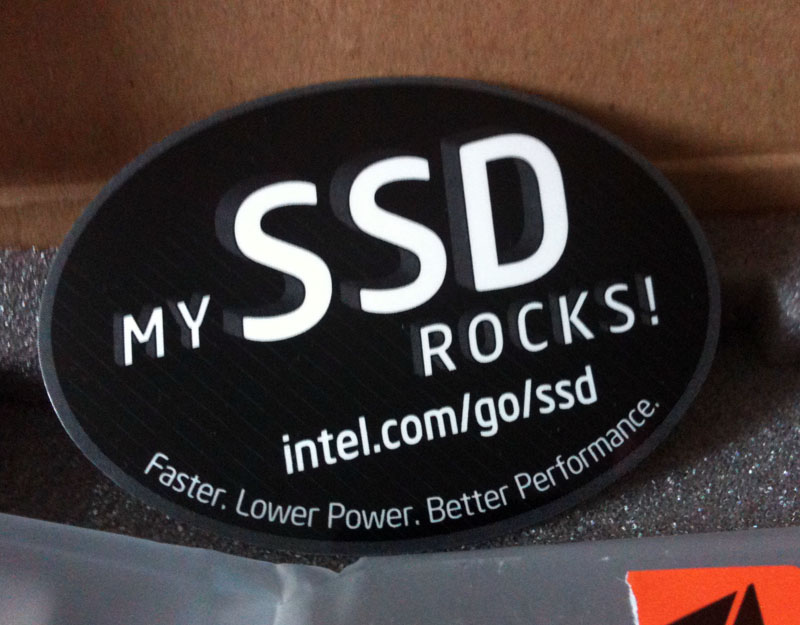 MY SSD
ROCKS!
intel.com/go/ssd
Faster. Lower Power. Better Performance.